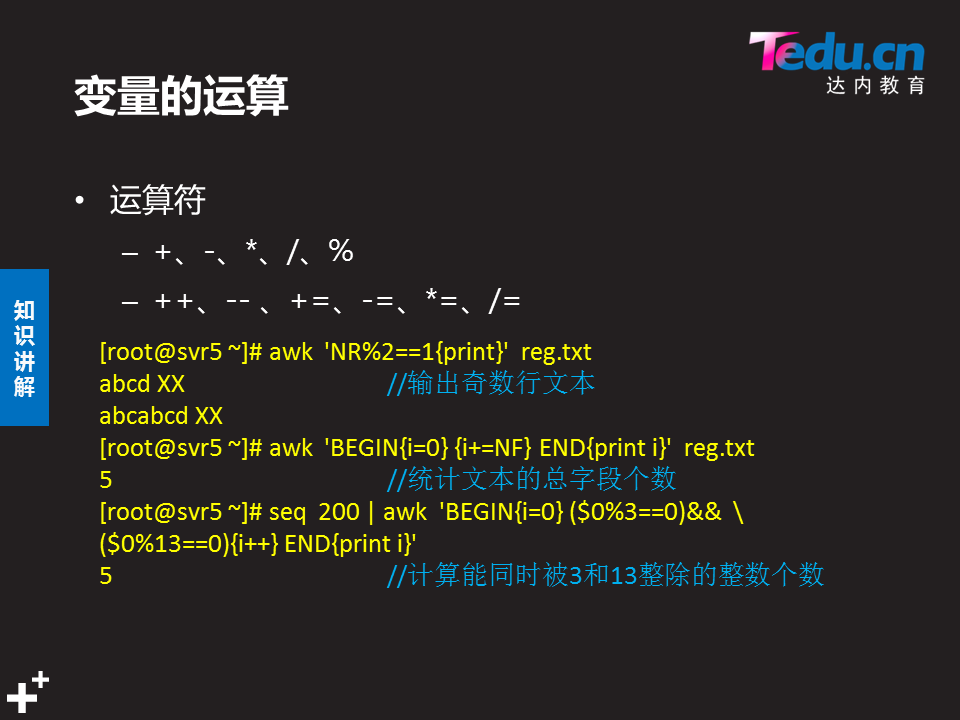 Tedu.cn
达内教育
变量的运算
• 运算符
– +、-、*、/、%
– ++、-- 、+=、-=、*=、/=
知识讲解
[root@svr5 ~]# awk 'NR%2==1{print}' reg.txt
abcd XX //输出奇数行文本
abcabcd XX
[root@svr5 ~]# awk 'BEGIN{i=0} {i+=NF} END{print i}' reg.txt
5 //统计文本的总字段个数
[root@svr5 ~]# seq 200 | awk 'BEGIN{i=0} ($0%3==0)&& \
($0%13==0){i++} END{print i}'
5 //计算能同时被3和13整除的整数个数